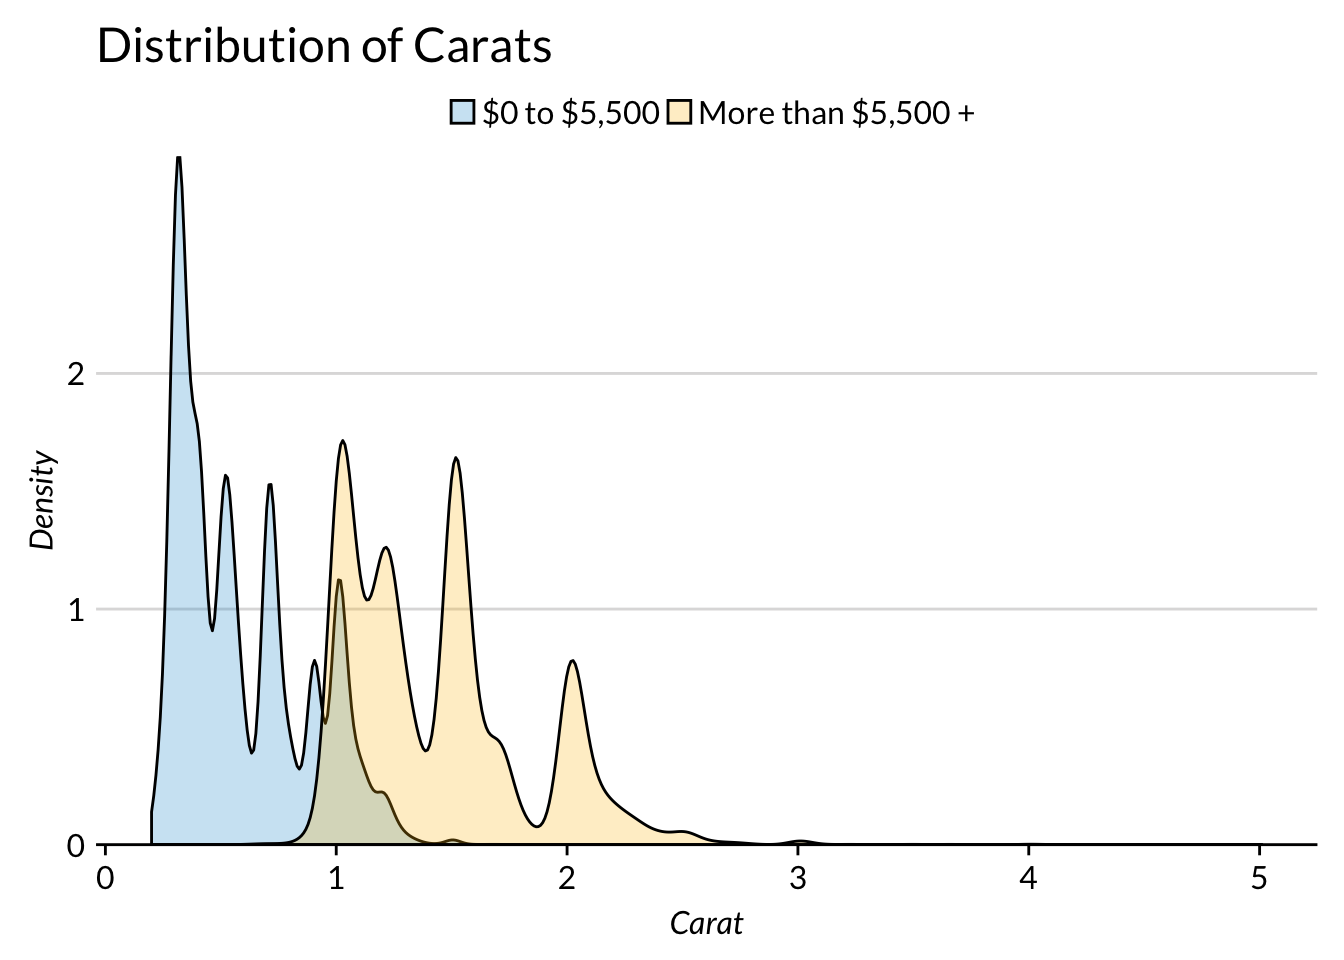 Distribution of Carats
$0 to $5,500 More than $5,500 +
Density
2
1
0
0 1 2 3 4 5
Carat